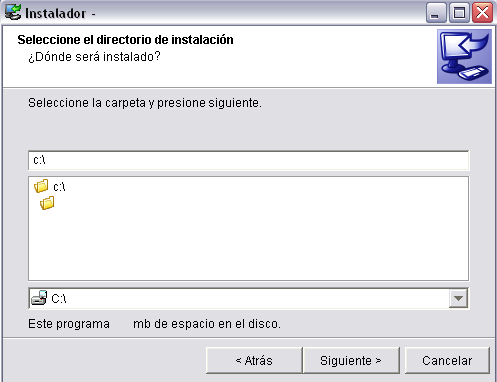 Instalador -
Seleccione el directorio de instalación
¿Dónde será instalado?
Seleccione la carpeta y presione siguiente.
c:\
c:\
C:\
Este programa mb de espacio en el disco.
< Atrás Siguiente > Cancelar